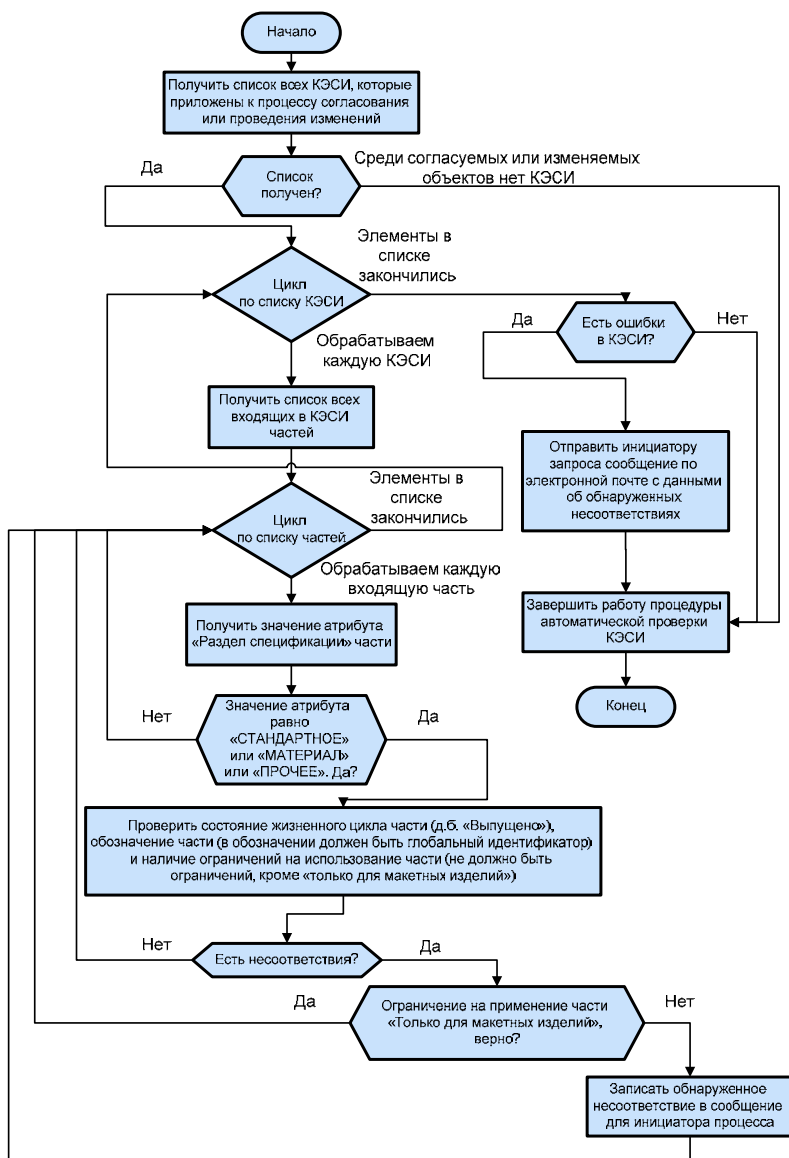 Начало
Получить список всех КЭСИ, которые
приложены к процессу согласования
или проведения изменений
Да
Список
получен?
Среди согласуемых или изменяемых
объектов нет КЭСИ
Элементы в
списке
закончились
Цикл
по списку КЭСИ
Да
Есть ошибки
в КЭСИ?
Нет
Обрабатываем
каждую КЭСИ
Получить список всех
входящих в КЭСИ
частей
Отправить инициатору
запроса сообщение по
электронной почте с данными
об обнаруженных
несоответствиях
Элементы в
списке
закончились
Цикл
по списку частей
Обрабатываем каждую
входящую часть
Получить значение атрибута
«Раздел спецификации» части
Завершить работу процедуры
автоматической проверки
КЭСИ
Конец
Нет
Значение атрибута
равно
«СТАНДАРТНОЕ»
или «МАТЕРИАЛ»
или «ПРОЧЕЕ». Да?
Да
Проверить состояние жизненного цикла части (д.б. «Выпущено»),
обозначение части (в обозначении должен быть глобальный идентификатор)
и наличие ограничений на использование части (не должно быть
ограничений, кроме «только для макетных изделий»)
Нет
Есть несоответствия?
Да
Да
Ограничение на применение части
«Только для макетных изделий»,
верно?
Нет
Записать обнаруженное
несоответствие в сообщение
для инициатора процесса